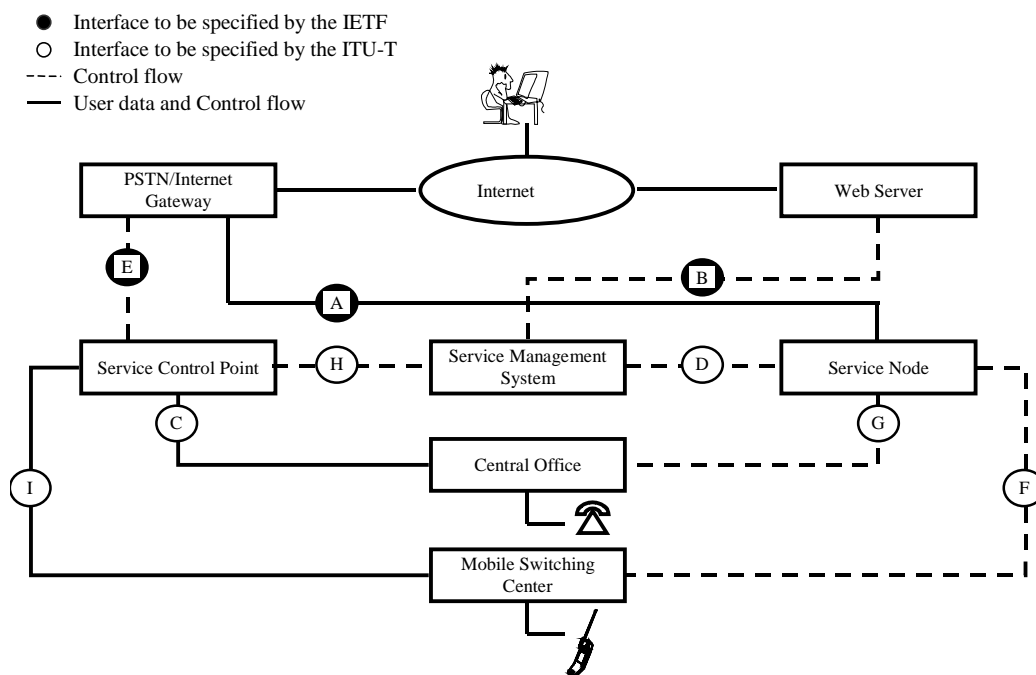 Interface to be specified by the IETF
Interface to be specified by the ITU-T
Control flow
User data and Control flow
PSTN/Internet
Gateway
Internet
Web Server
E
B
A
Service Control Point
H
Service Management
System
D
Service Node
C
G
Central Office
I
F
Mobile Switching
Center